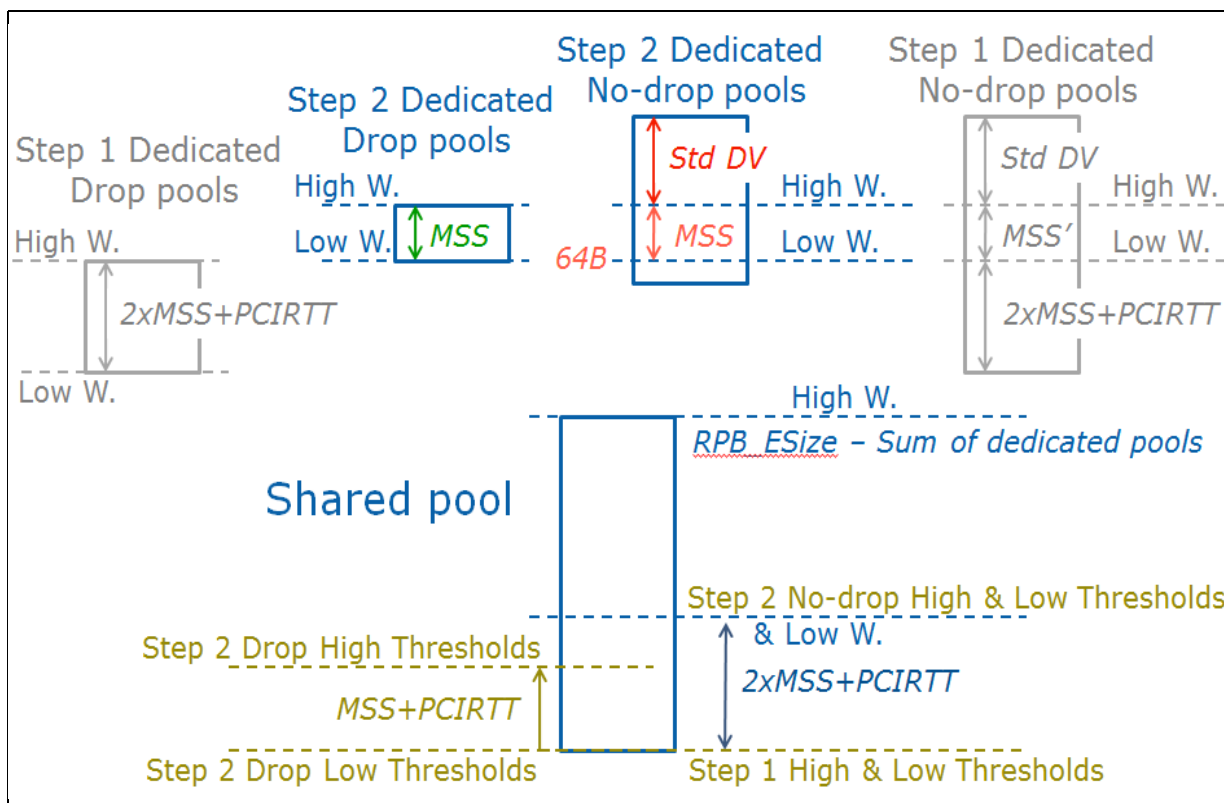 Step 2 Dedicated
No-drop pools
Step 1 Dedicated
No-drop pools
Step 2 Dedicated
Drop pools
Step 1 Dedicated
Drop pools
Std DV
Std DV
High W.
High W.
High W.
High W.
MSS
MSS
MSS'
Low W.
Low W.
Low W.
64B
2xMSS+PCIRTT
2xMSS+PCIRTT
Low W.
High W.
RPB_ESize – Sum of dedicated pools
Shared pool
Step 2 No-drop High & Low Thresholds
& Low W.
Step 2 Drop High Thresholds
2xMSS+PCIRTT
MSS+PCIRTT
Step 2 Drop Low Thresholds
Step 1 High & Low Thresholds